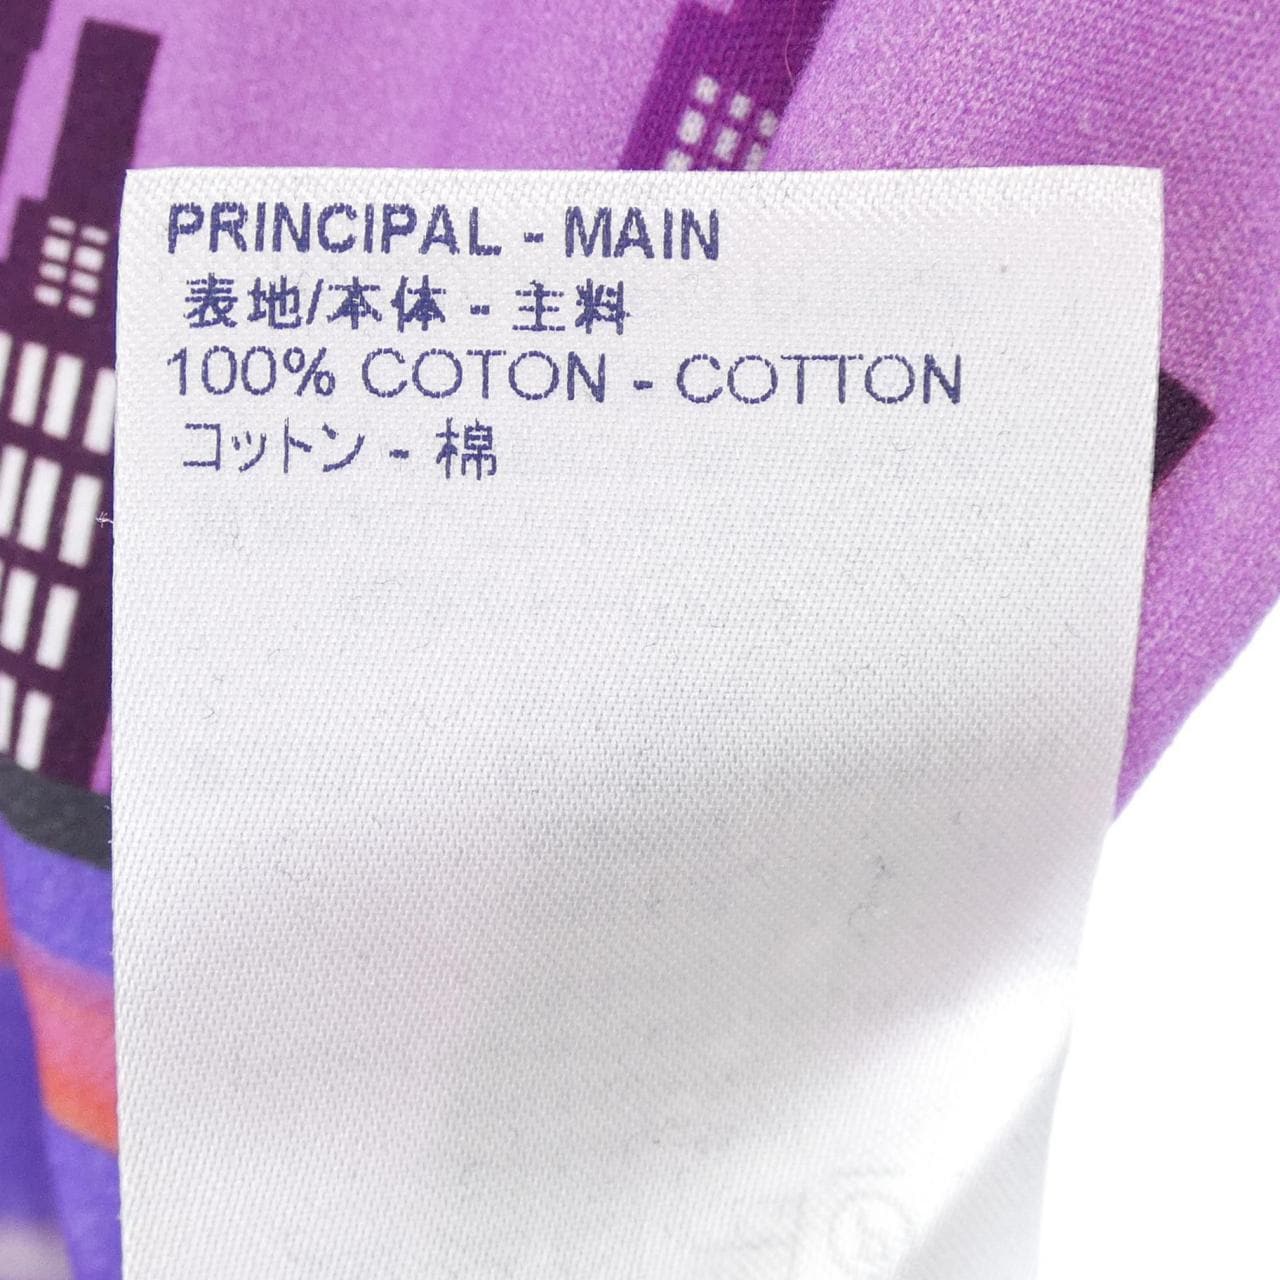 PRINCIPAL - MAIN
表地/本体 - 主料
100% COTON - COTTON
コットン - 棉